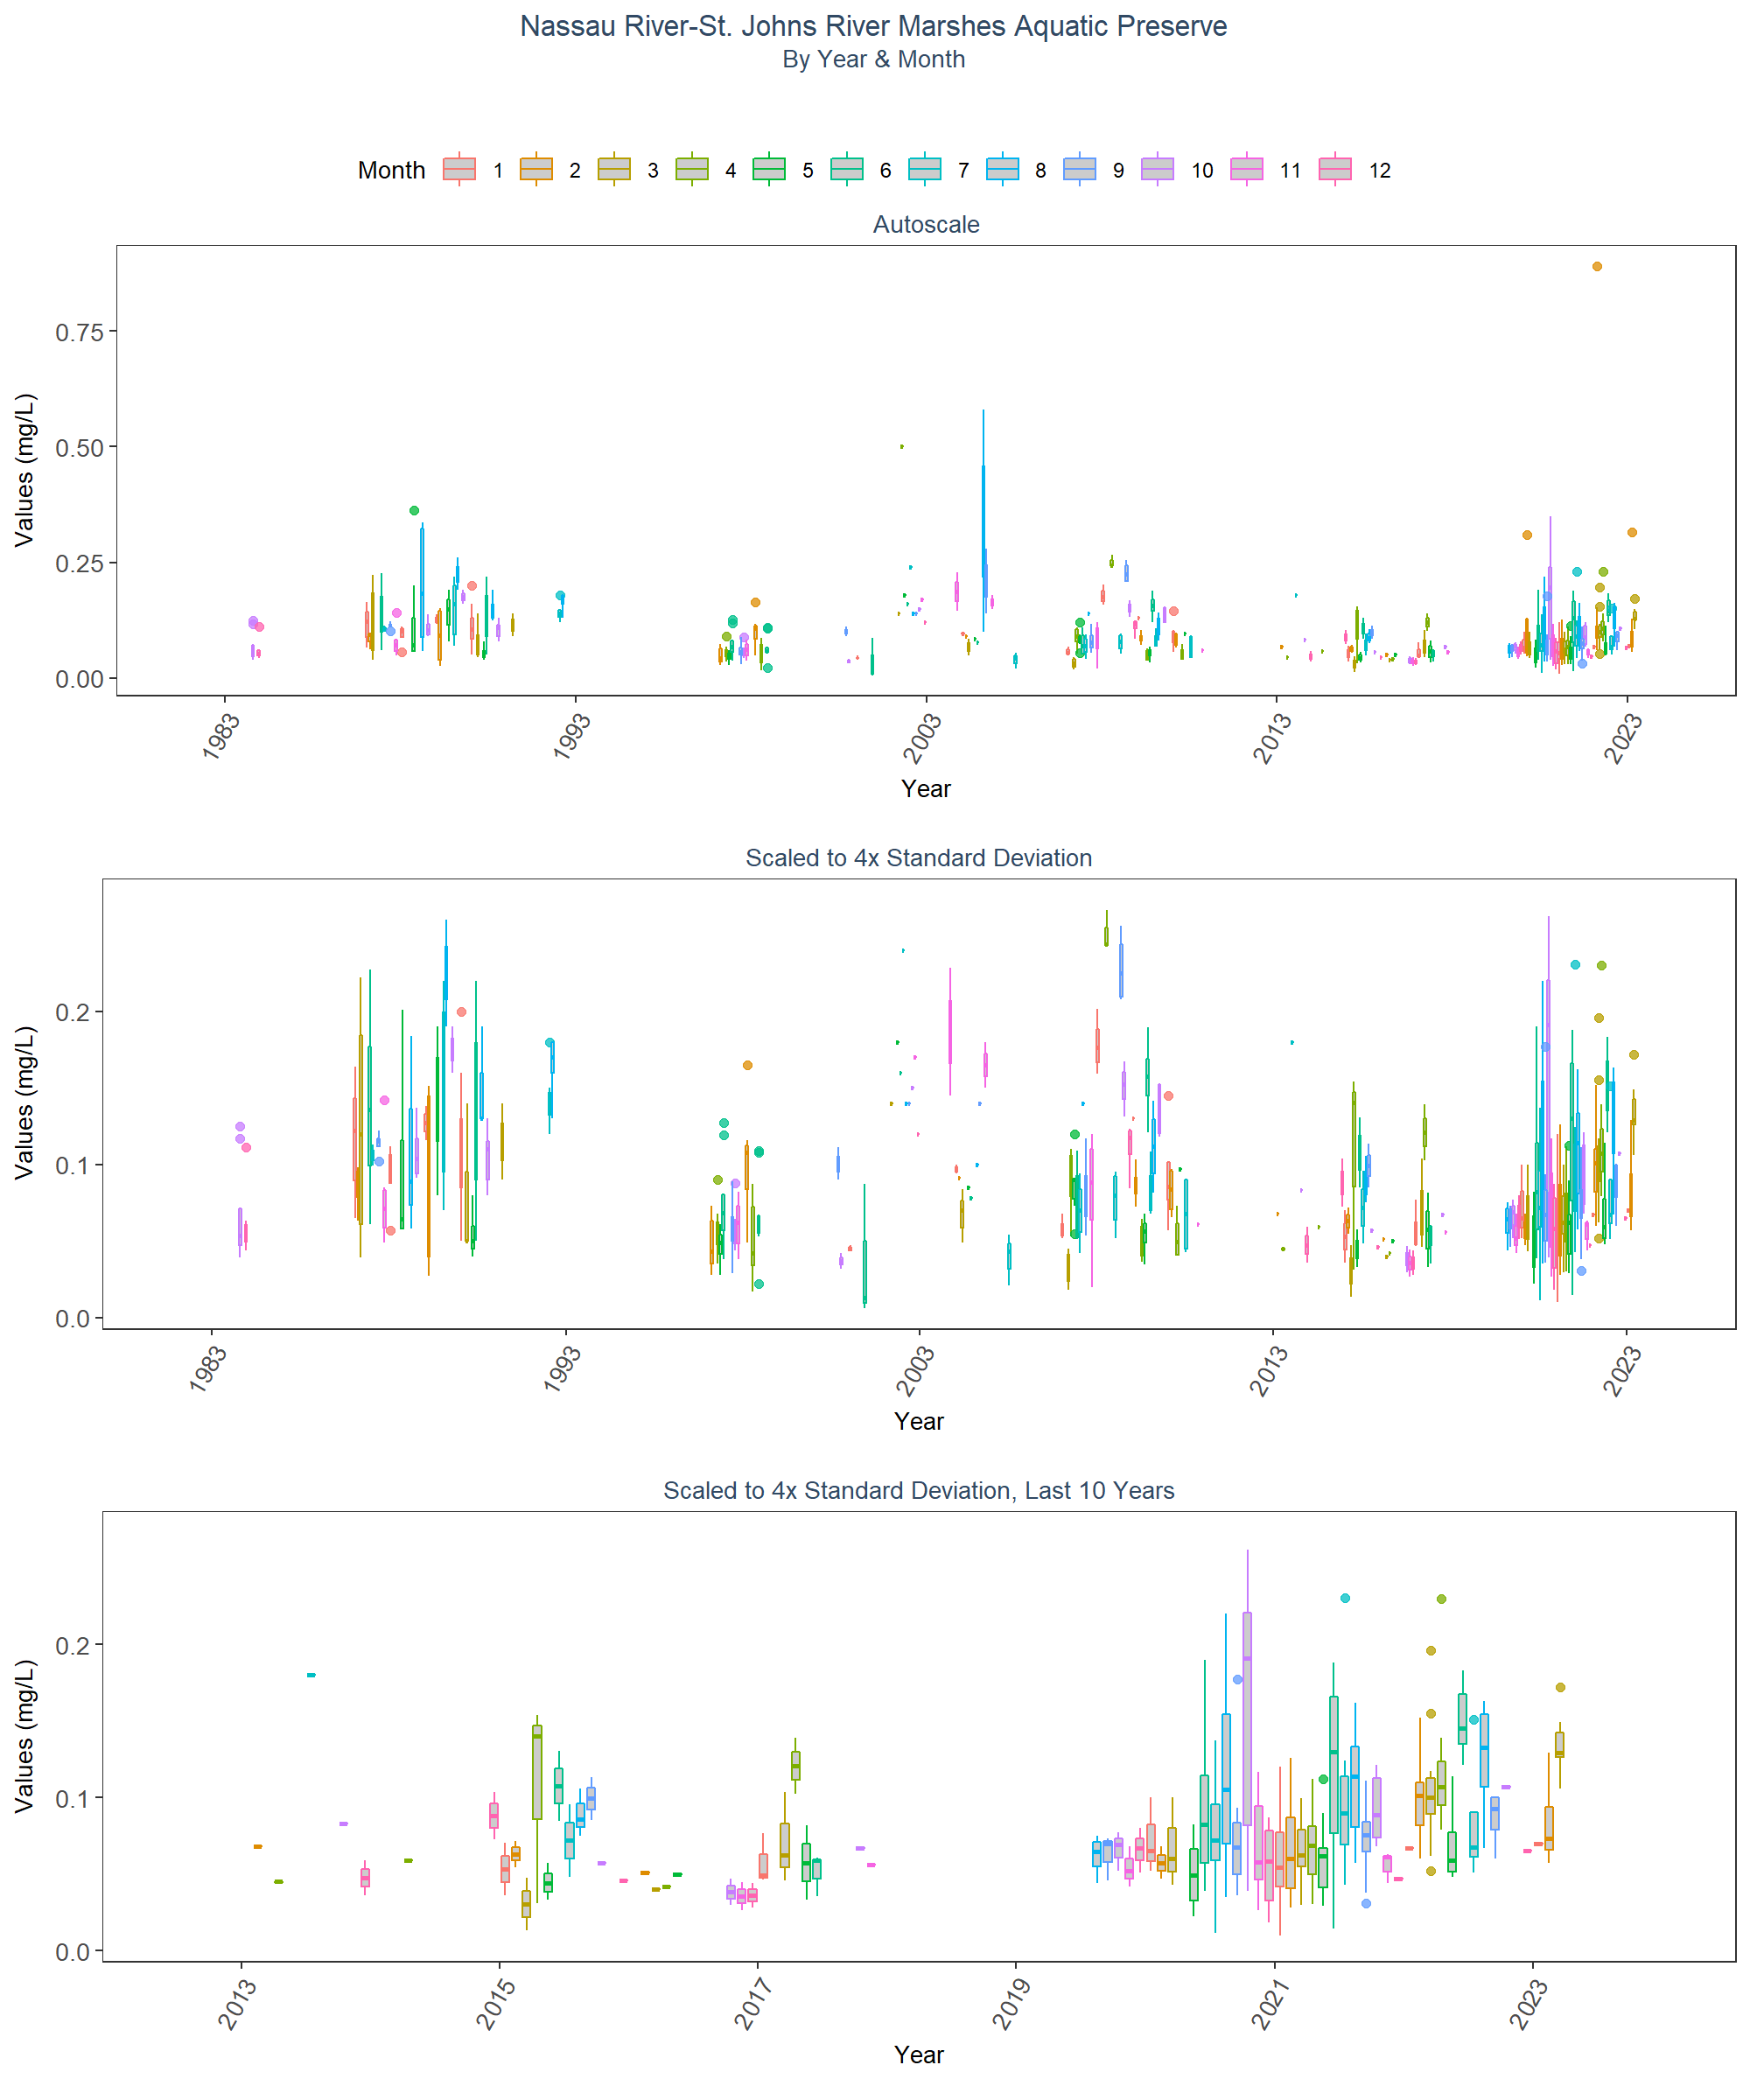 Nassau River-St. Johns River Marshes Aquatic Preserve
By Year & Month
Month 1 2 3 4 5 6 7 8 9 10 11 12
Autoscale
Values (mg/L)
0.75
0.50
0.25
0.00
1983 1993 2003 2013 2023
Year
Scaled to 4x Standard Deviation
Values (mg/L)
0.2
0.1
0.0
1983 1993 2003 2013 2023
Year
Scaled to 4x Standard Deviation, Last 10 Years
Values (mg/L)
0.2
0.1
0.0
2013 2015 2017 2019 2021 2023
Year